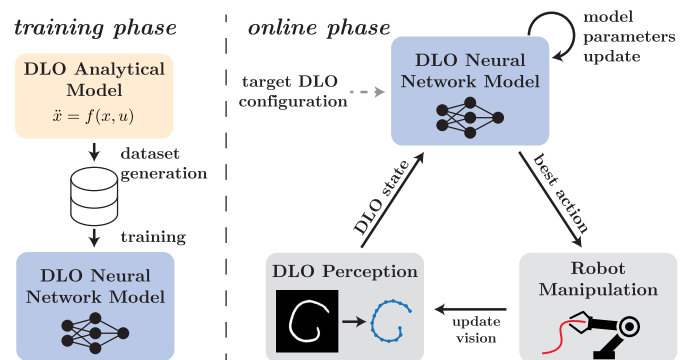 training phase
DLO Analytical
Model
ẍ = f(x, u)
dataset
generation
training
DLO Neural
Network Model
online phase
DLO Neural
Network Model
model
parameters
update
target DLO
configuration
DLO state
best action
DLO Perception
update
vision
Robot
Manipulation